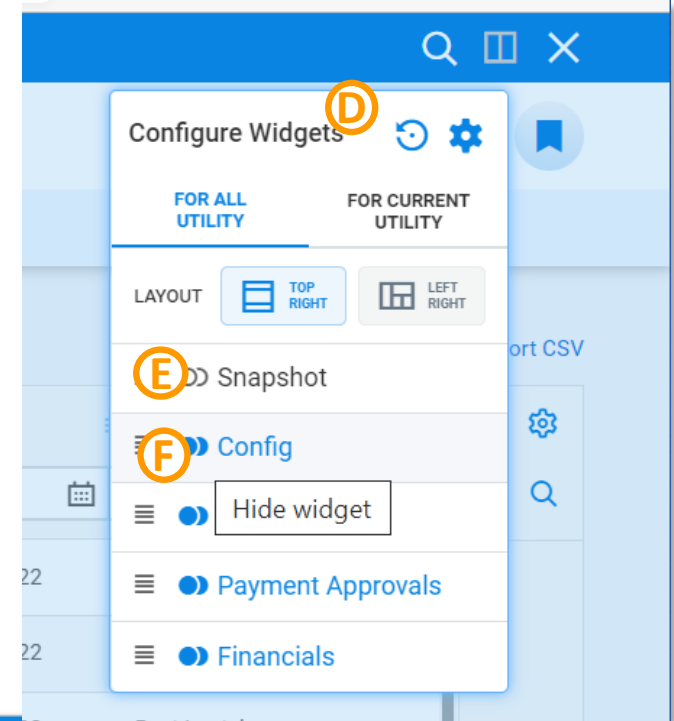 D
Configure Widgets
FOR ALL
UTILITY
FOR CURRENT
UTILITY
LAYOUT
TOP
RIGHT
LEFT
RIGHT
ort CSV
E
Snapshot
F
Config
Hide widget
22
Payment Approvals
22
Financials